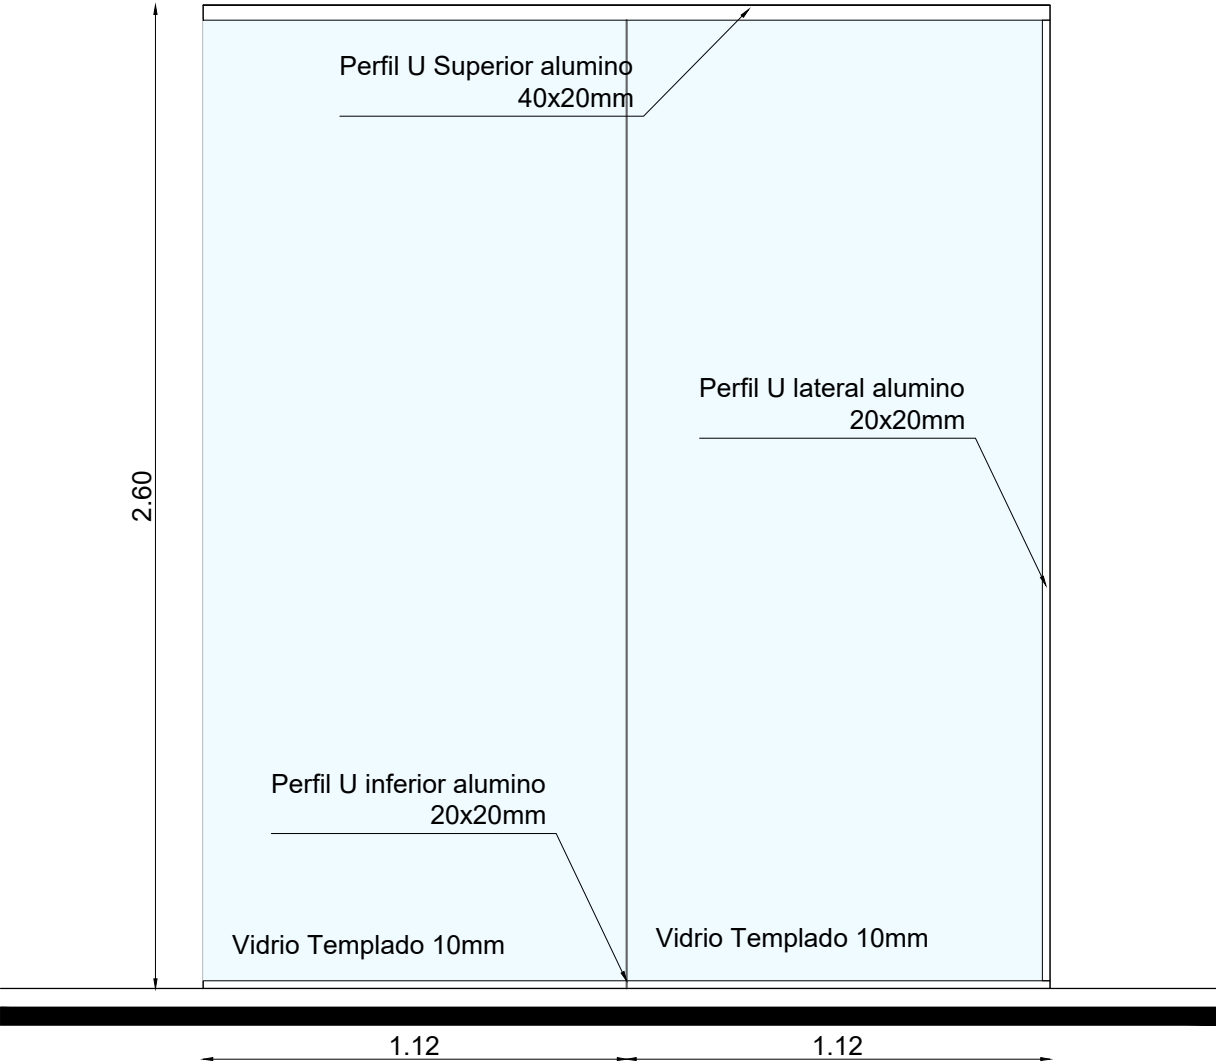 Perfil U Superior alumino
40x20mm
Perfil U lateral alumino
20x20mm
2.60
Perfil U inferior alumino
20x20mm
Vidrio Templado 10mm
Vidrio Templado 10mm
1.12
1.12